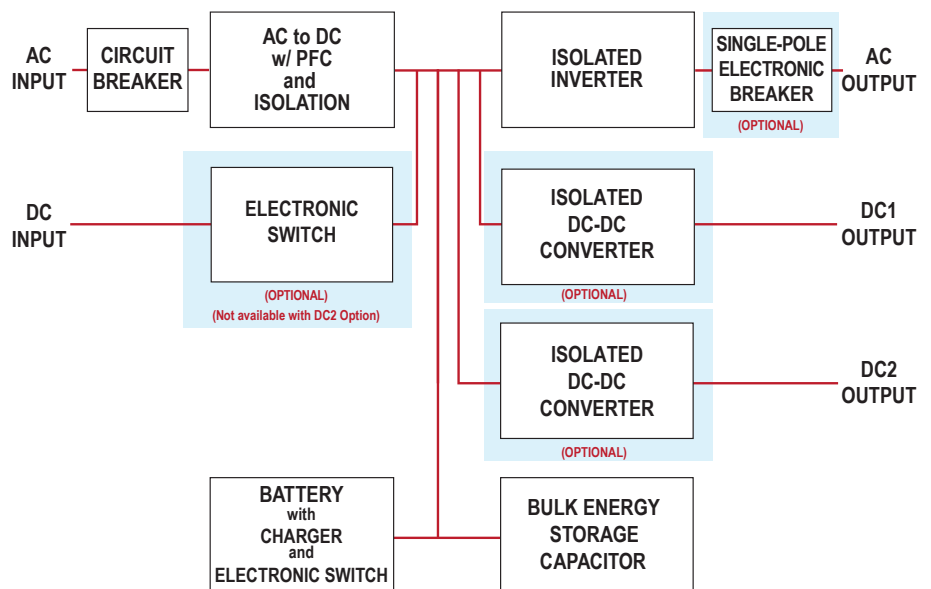 AC
INPUT
CIRCUIT
BREAKER
AC to DC
w/ PFC
and
ISOLATION
ISOLATED
INVERTER
SINGLE-POLE
ELECTRONIC
BREAKER
(OPTIONAL)
AC
OUTPUT
DC
INPUT
ELECTRONIC
SWITCH
(OPTIONAL)
(Not available with DC2 Option)
ISOLATED
DC-DC
CONVERTER
(OPTIONAL)
DC1
OUTPUT
ISOLATED
DC-DC
CONVERTER
(OPTIONAL)
DC2
OUTPUT
BATTERY
with
CHARGER
and
ELECTRONIC SWITCH
BULK ENERGY
STORAGE
CAPACITOR